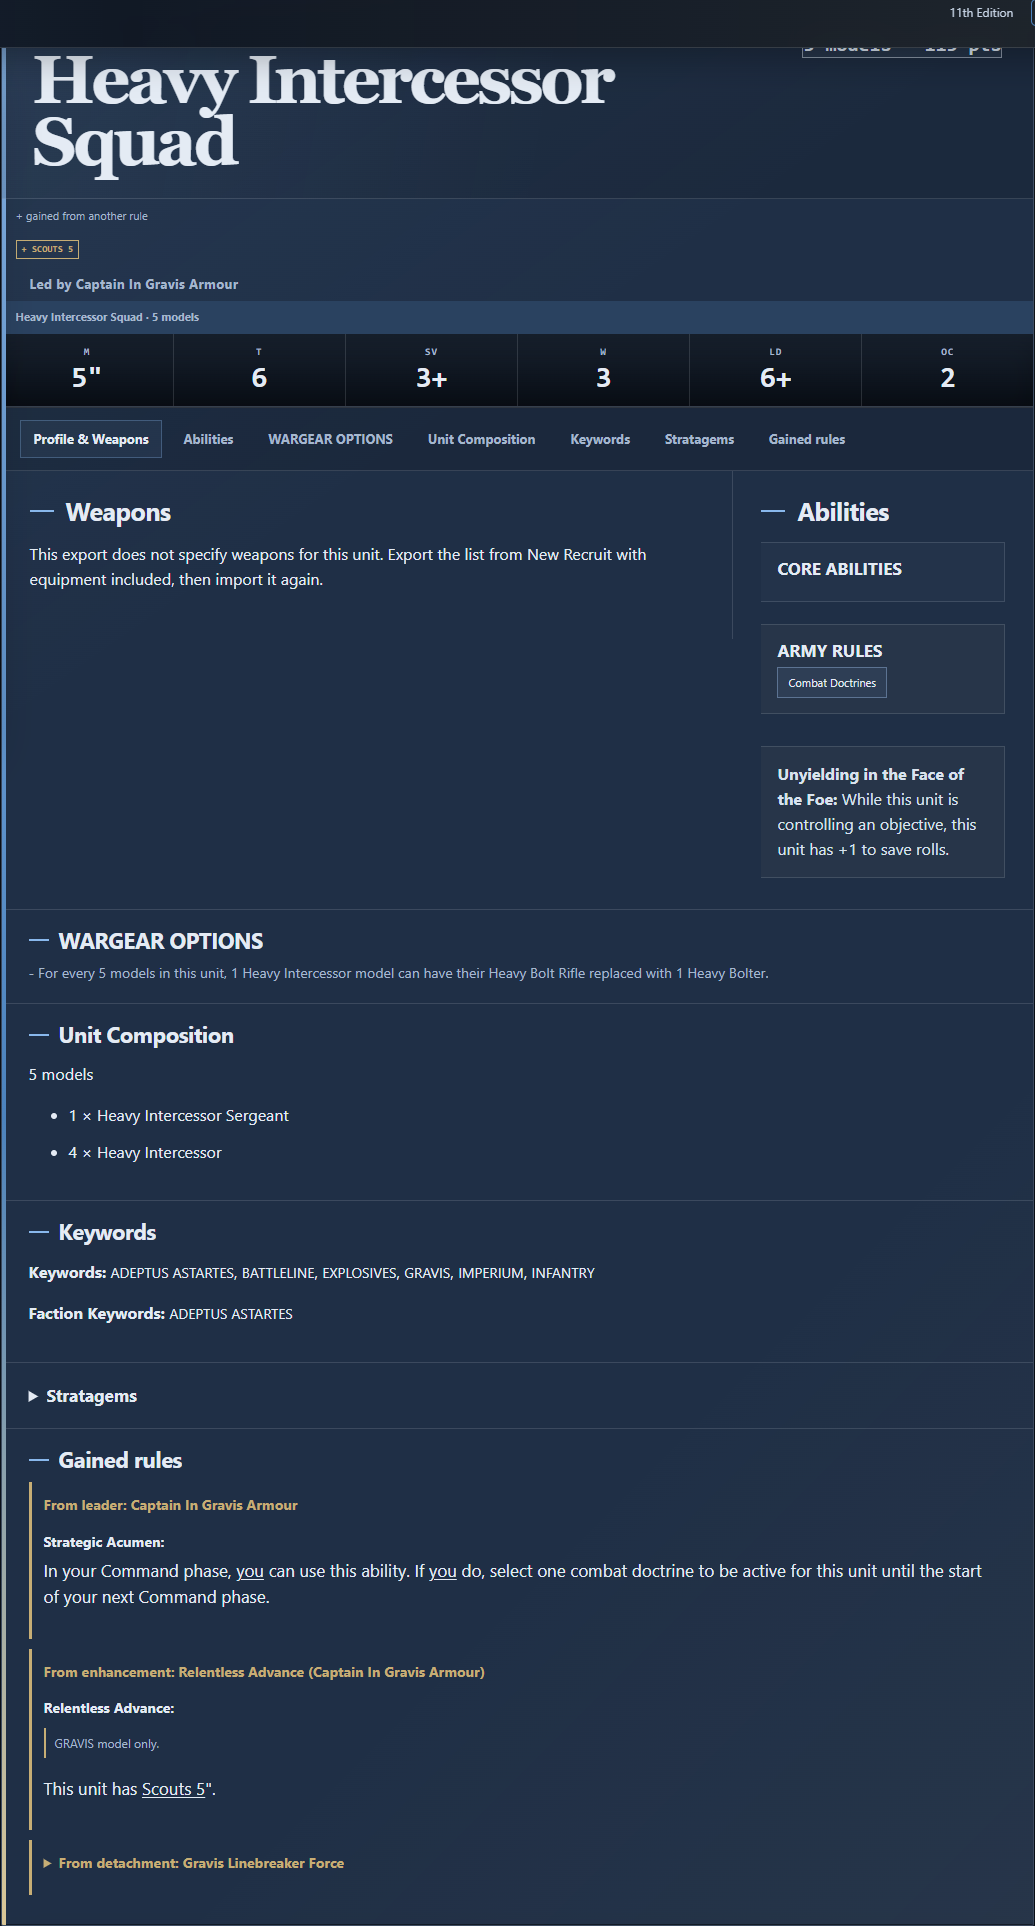 11th Edition
Heavy Intercessor
Squad
+ gained from another rule
+ SCOUTS 5
Led by Captain In Gravis Armour
Heavy Intercessor Squad · 5 models
M
T
SV
W
LD
OC
5"
6
3+
3
6+
2
Profile & Weapons
Abilities
WARGEAR OPTIONS
Unit Composition
Keywords
Stratagems
Gained rules
Weapons
This export does not specify weapons for this unit. Export the list from New Recruit with
equipment included, then import it again.
Abilities
CORE ABILITIES
ARMY RULES
Combat Doctrines
Unyielding in the Face of
the Foe: While this unit is
controlling an objective, this
unit has +1 to save rolls.
WARGEAR OPTIONS
- For every 5 models in this unit, 1 Heavy Intercessor model can have their Heavy Bolt Rifle replaced with 1 Heavy Bolter.
Unit Composition
5 models
• 1 × Heavy Intercessor Sergeant
• 4 × Heavy Intercessor
Keywords
Keywords: ADEPTUS ASTARTES, BATTLELINE, EXPLOSIVES, GRAVIS, IMPERIUM, INFANTRY
Faction Keywords: ADEPTUS ASTARTES
Stratagems
Gained rules
From leader: Captain In Gravis Armour
Strategic Acumen:
In your Command phase, you can use this ability. If you do, select one combat doctrine to be active for this unit until the start
of your next Command phase.
From enhancement: Relentless Advance (Captain In Gravis Armour)
Relentless Advance:
GRAVIS model only.
This unit has Scouts 5".
From detachment: Gravis Linebreaker Force